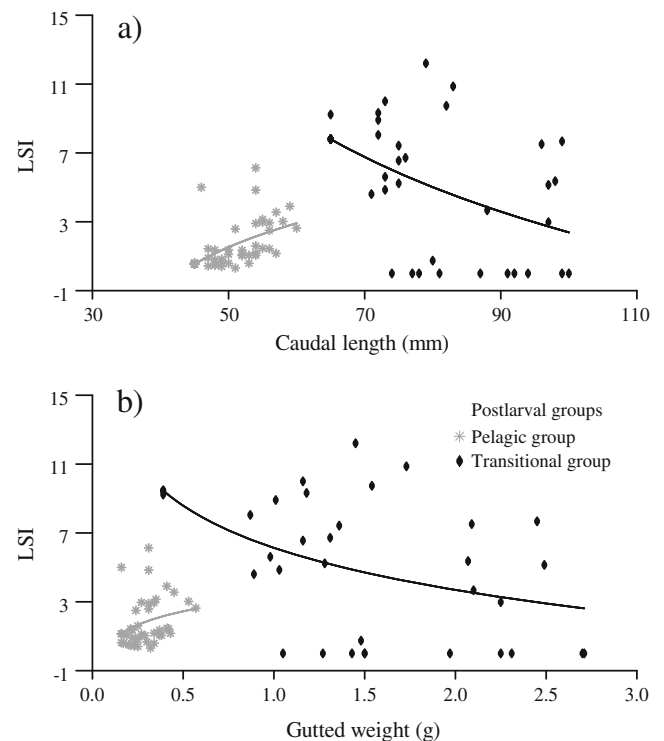 a)
15
11
7
3
-1
LSI
30 50 70 90 110
Caudal length (mm)
b)
15
11
7
3
-1
LSI
Postlarval groups
Pelagic group
Transitional group
0.0 0.5 1.0 1.5 2.0 2.5 3.0
Gutted weight (g)